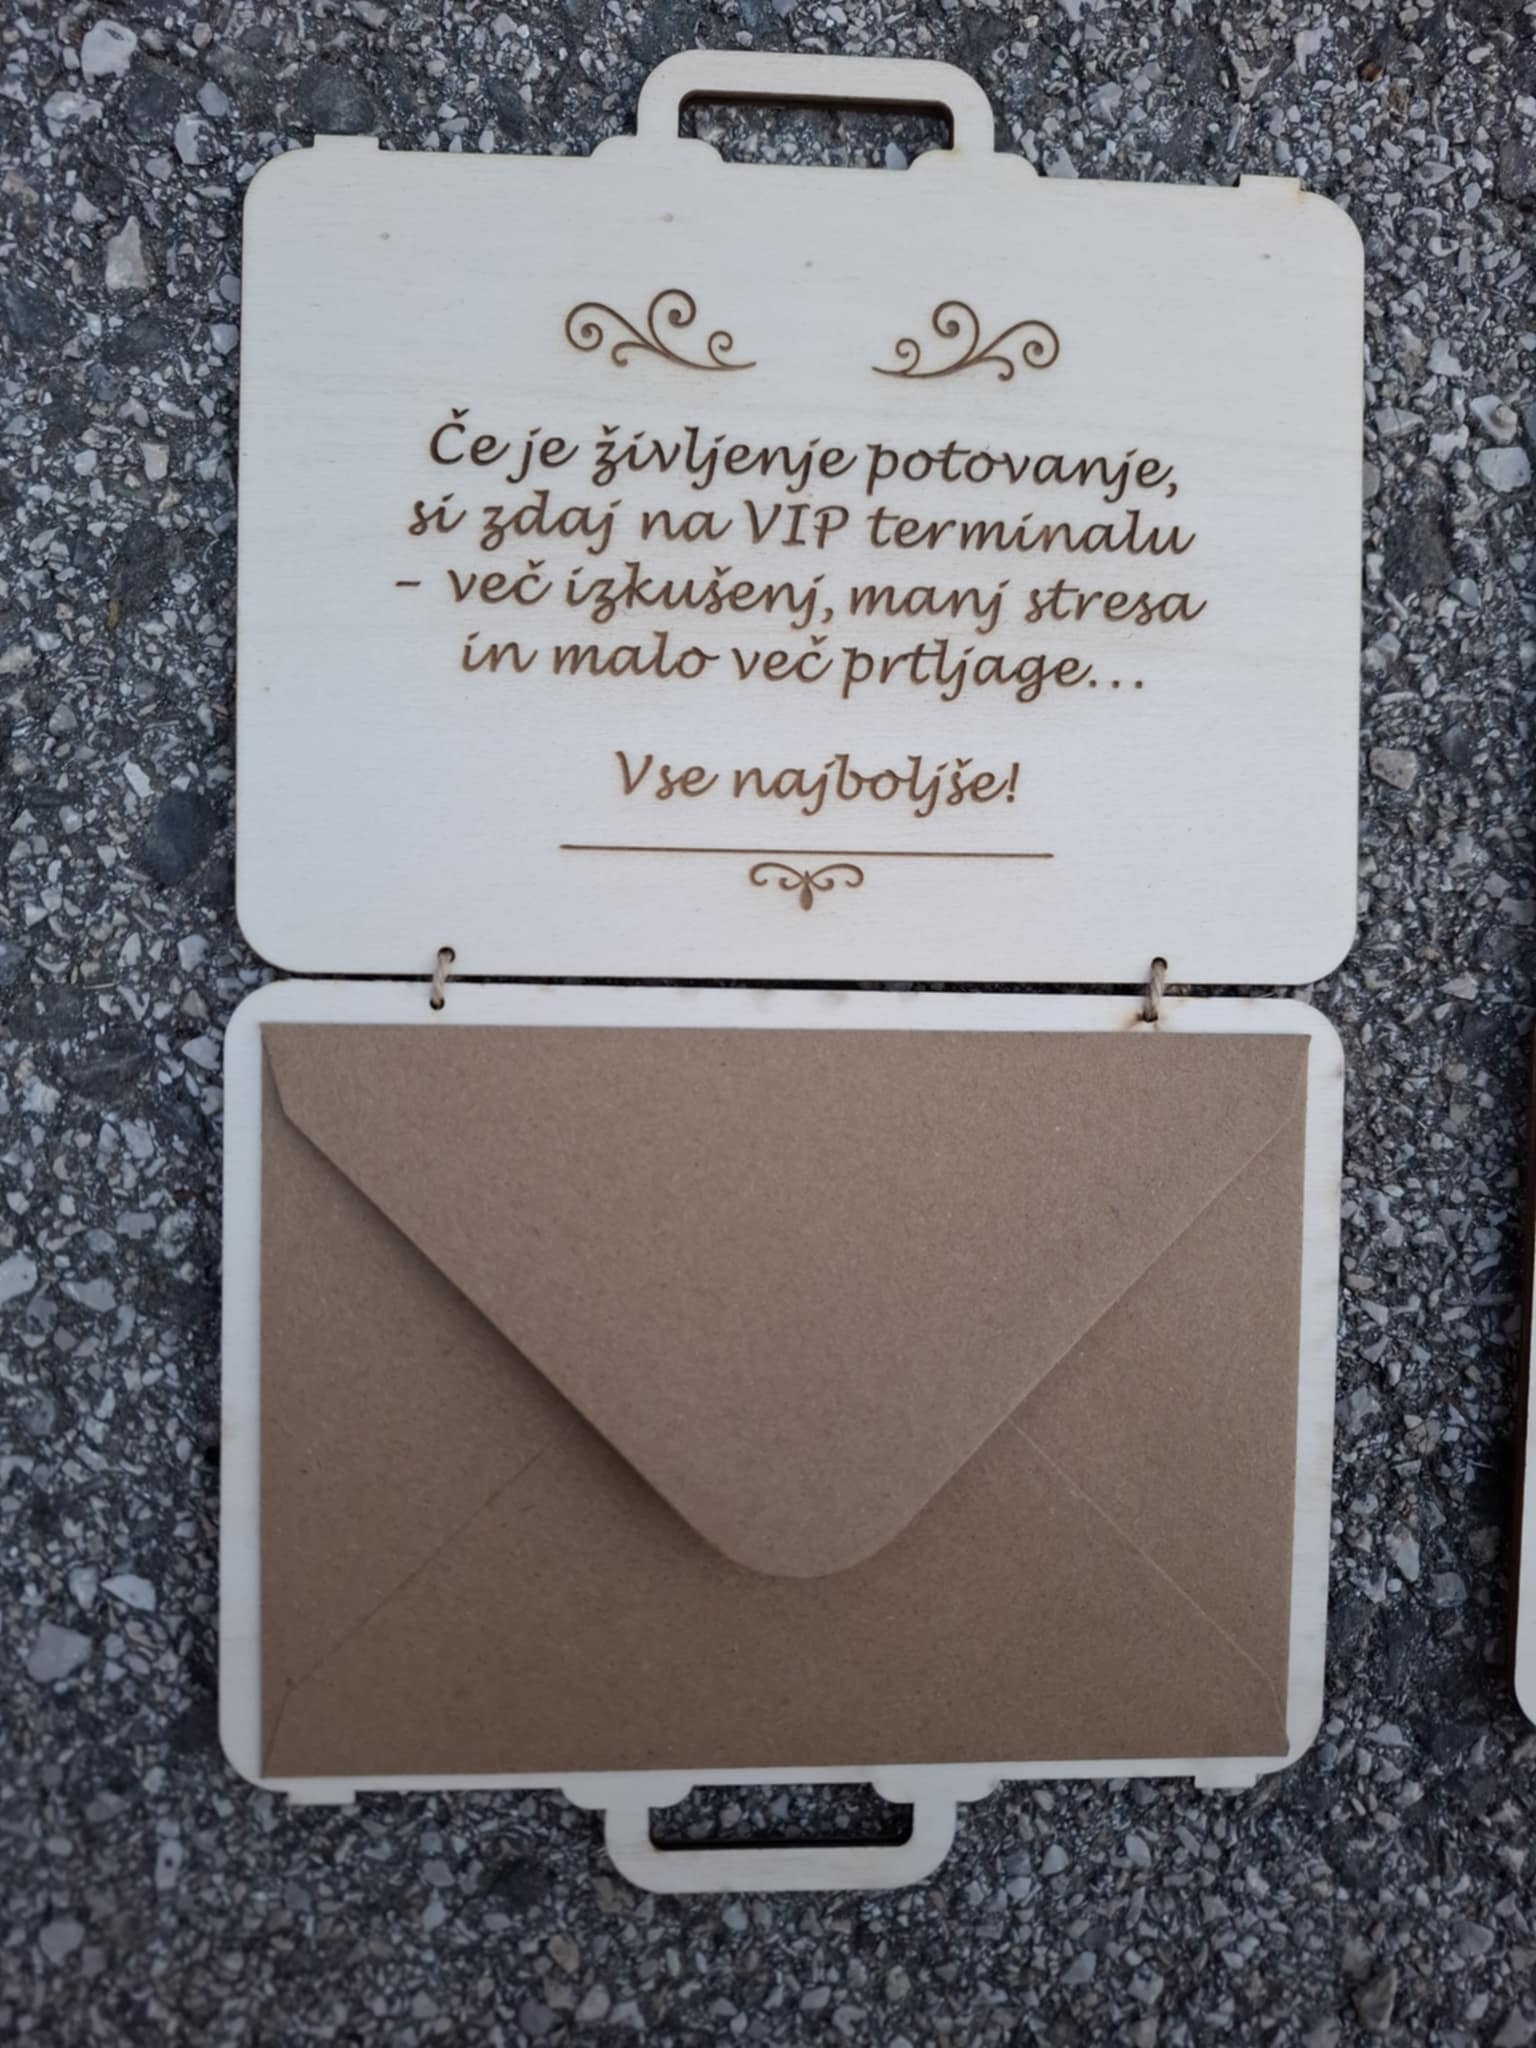 Če je življenje potovanje,
si zdaj na VIP terminalu
- več izkušenj, manj stresa
in malo več prtljage...
Vse najboljše!